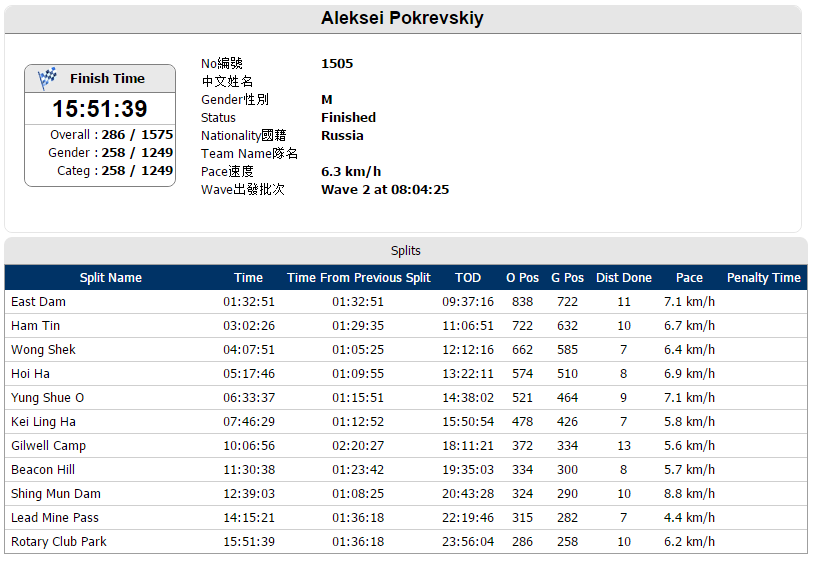 Aleksei Pokrevskiy
Finish Time
15:51:39
Overall : 286 / 1575
Gender : 258 / 1249
Categ : 258 / 1249
No編號 1505
中文姓名
Gender性別 M
Status Finished
Nationality國籍 Russia
Team Name隊名
Pace速度 6.3 km/h
Wave出發批次 Wave 2 at 08:04:25
Splits
Split Name Time Time From Previous Split TOD O Pos G Pos Dist Done Pace Penalty Time
East Dam 01:32:51 01:32:51 09:37:16 838 722 11 7.1 km/h
Ham Tin 03:02:26 01:29:35 11:06:51 722 632 10 6.7 km/h
Wong Shek 04:07:51 01:05:25 12:12:16 662 585 7 6.4 km/h
Hoi Ha 05:17:46 01:09:55 13:22:11 574 510 8 6.9 km/h
Yung Shue O 06:33:37 01:15:51 14:38:02 521 464 9 7.1 km/h
Kei Ling Ha 07:46:29 01:12:52 15:50:54 478 426 7 5.8 km/h
Gilwell Camp 10:06:56 02:20:27 18:11:21 372 334 13 5.6 km/h
Beacon Hill 11:30:38 01:23:42 19:35:03 334 300 8 5.7 km/h
Shing Mun Dam 12:39:03 01:08:25 20:43:28 324 290 10 8.8 km/h
Lead Mine Pass 14:15:21 01:36:18 22:19:46 315 282 7 4.4 km/h
Rotary Club Park 15:51:39 01:36:18 23:56:04 286 258 10 6.2 km/h